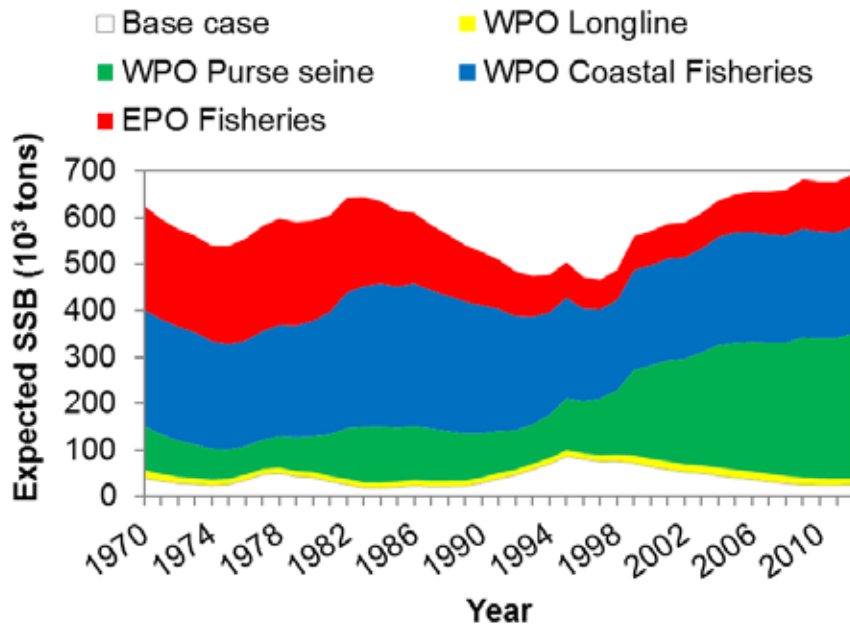 Base case
WPO Longline
WPO Purse seine
WPO Coastal Fisheries
EPO Fisheries
Expected SSB (10³ tons)
700
600
500
400
300
200
100
0
1970
1974
1978
1982
1986
1990
1994
1998
2002
2006
2010
Year